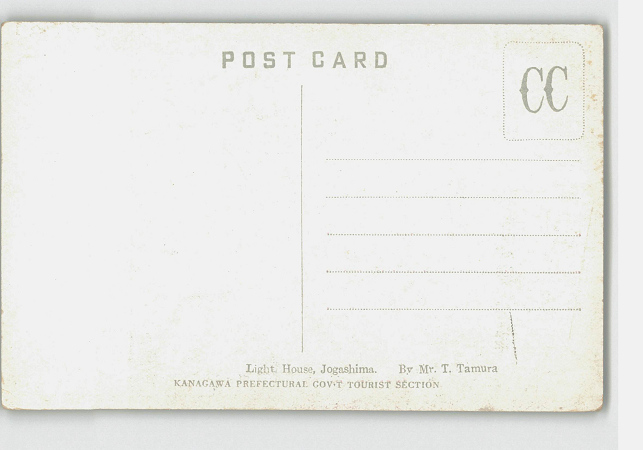 POST CARD
CC
Light House, Jogashima. By Mr. T. Tamura
KANAGAWA PREFECTURAL GOV'T TOURIST SECTION